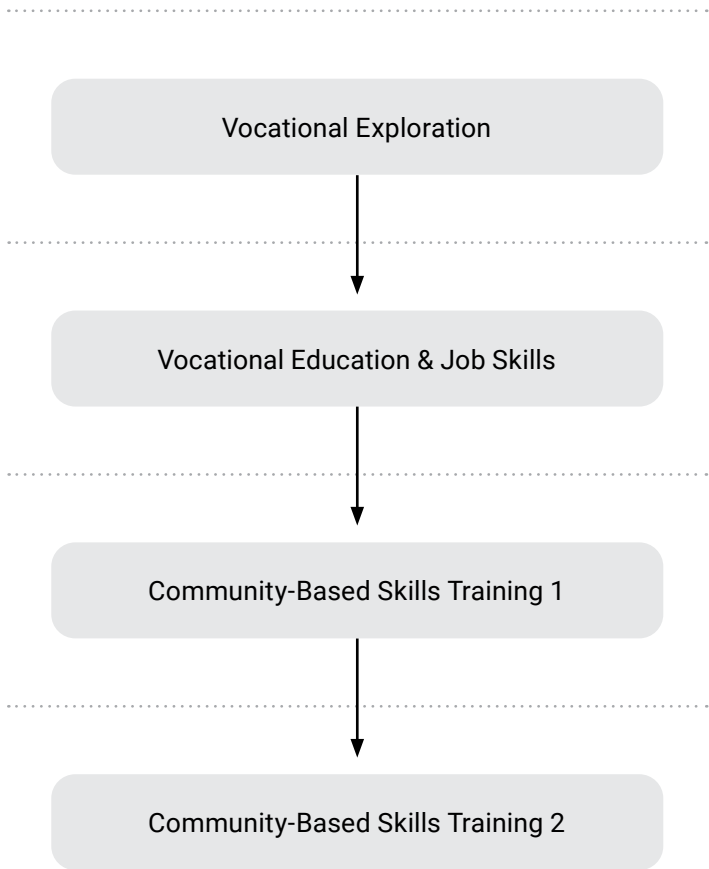 Vocational Exploration
Vocational Education & Job Skills
Community-Based Skills Training 1
Community-Based Skills Training 2